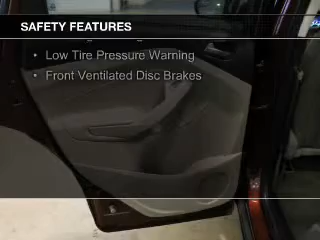 SAFETY FEATURES
• Low Tire Pressure Warning
• Front Ventilated Disc Brakes